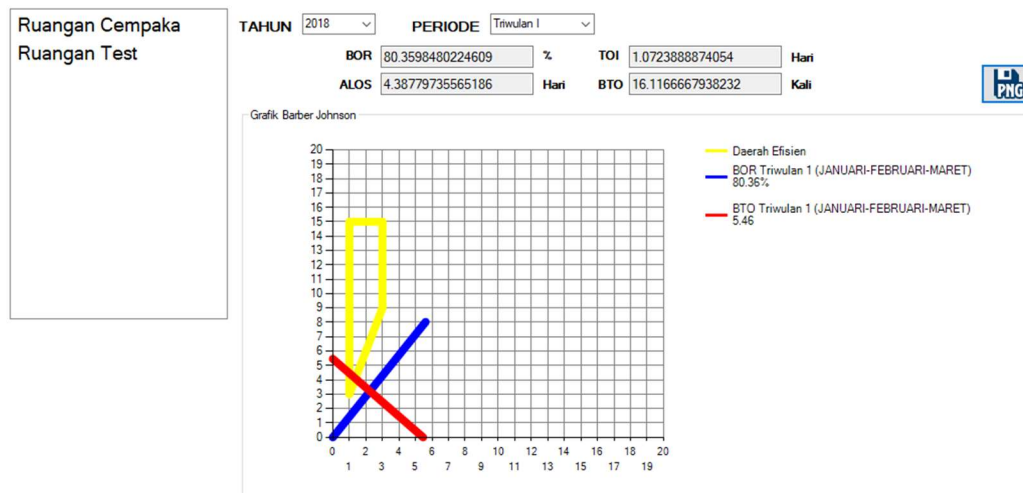 Ruangan Cempaka
Ruangan Test
TAHUN 2018 PERIODE Triwulan I
BOR 80.3598480224609 % TOI 1.0723888874054 Hari
ALOS 4.38779735565186 Hari BTO 16.1166667938232 Kali
PNG
Grafik Barber Johnson
20
19
18
17
16
15
14
13
12
11
10
9
8
7
6
5
4
3
2
1
0
0 2 4 6 8 10 12 14 16 18 20
1 3 5 7 9 11 13 15 17 19
Daerah Efisien
BOR Triwulan 1 (JANUARI-FEBRUARI-MARET)
80.36%
BTO Triwulan 1 (JANUARI-FEBRUARI-MARET)
5.46